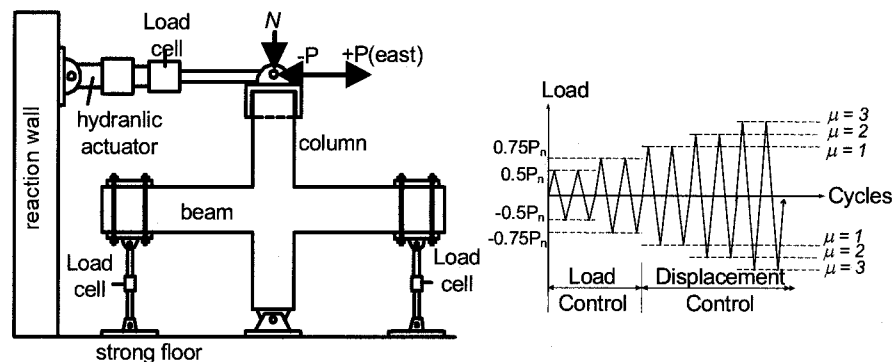 N
Load
cell
-P
+P(east)
hydranlic
actuator
reaction wall
column
beam
Load
cell
Load
cell
strong floor
Load
μ = 3
μ = 2
μ = 1
0.75Pn
0.5Pn
Cycles
-0.5Pn
-0.75Pn
μ = 1
μ = 2
μ = 3
Load
Control
Displacement
Control